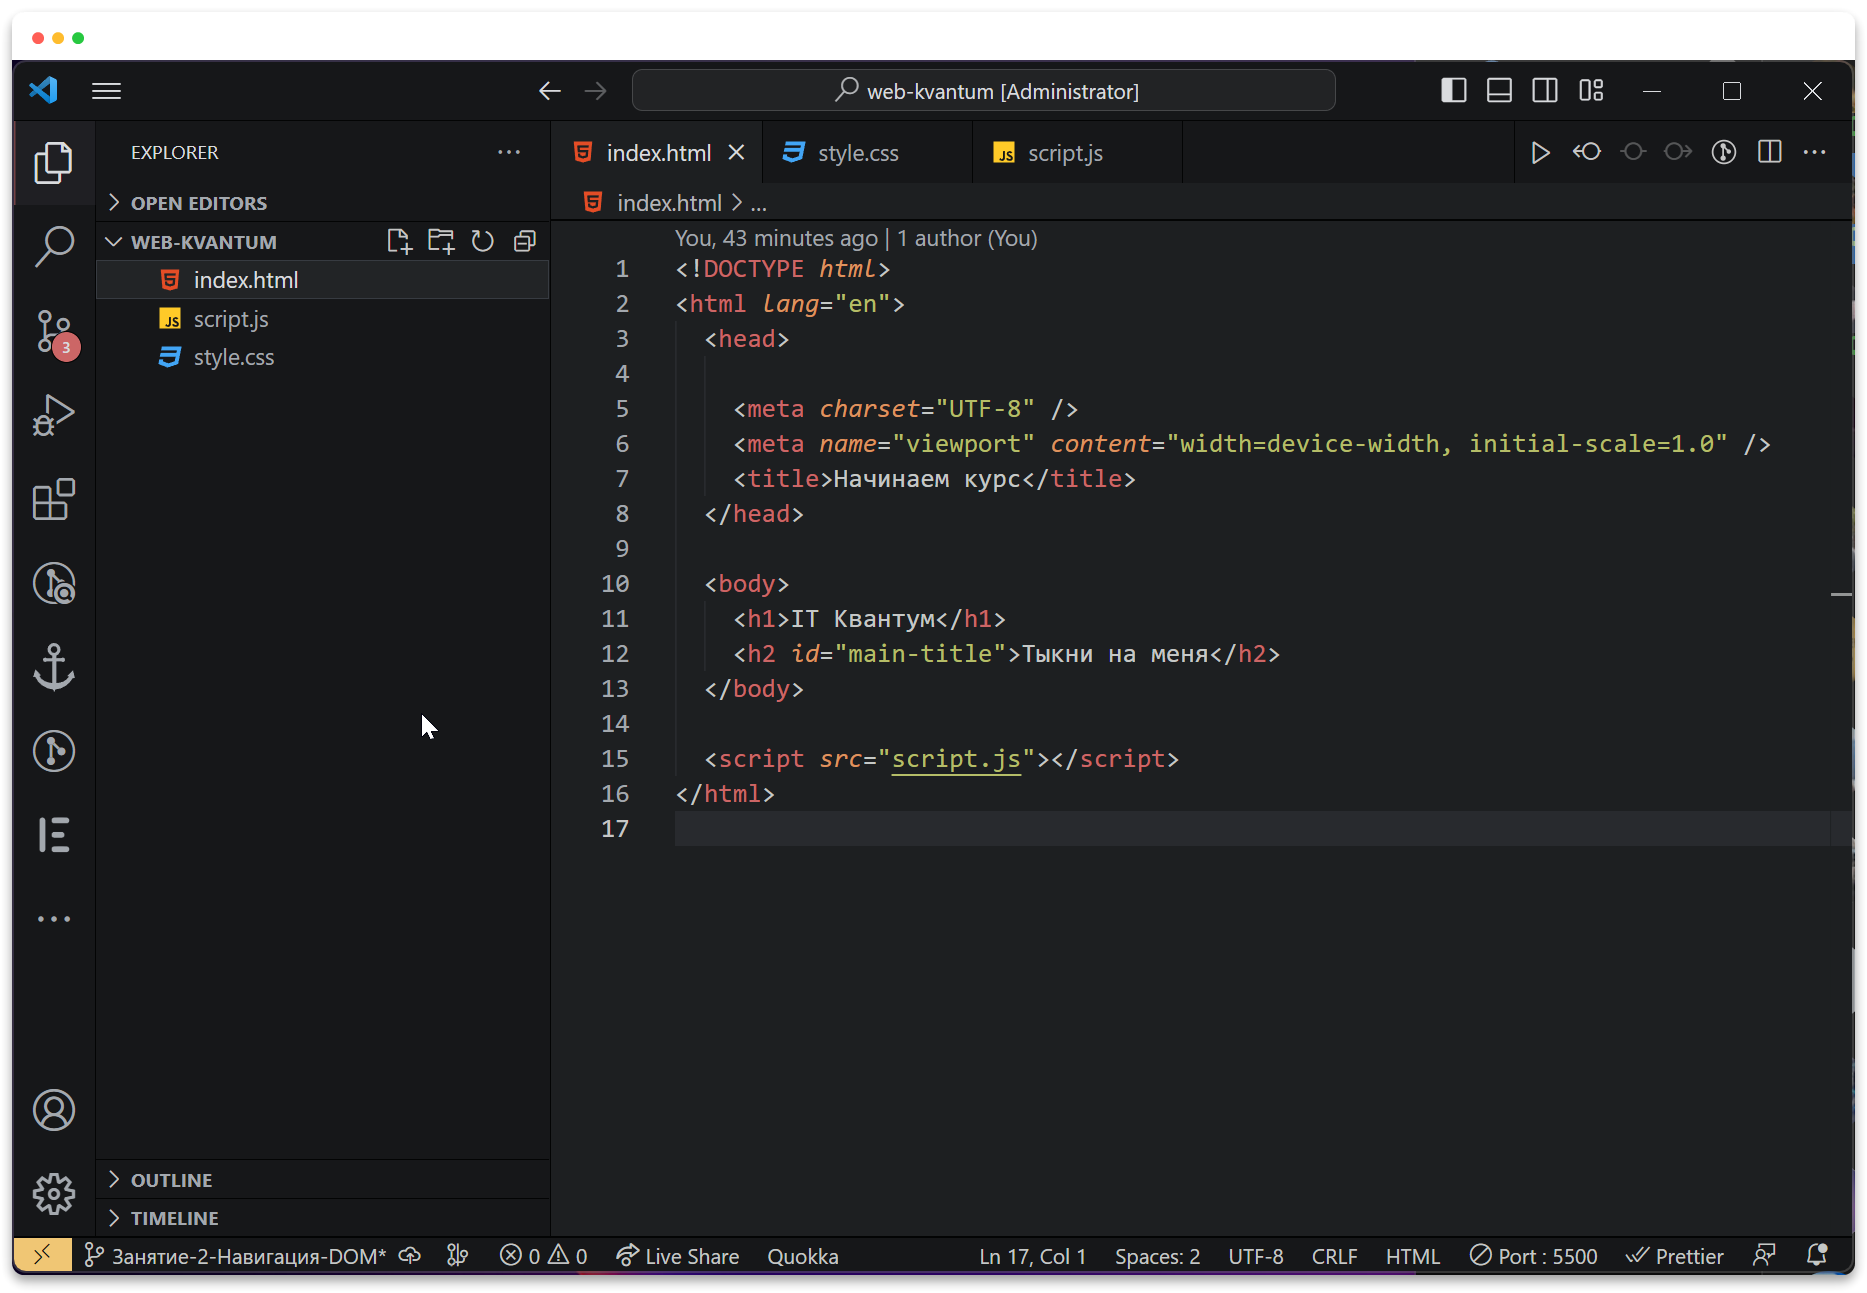 web-kvantum [Administrator]
EXPLORER
OPEN EDITORS
WEB-KVANTUM
index.html
script.js
style.css
3
OUTLINE
TIMELINE
index.html
style.css
script.js
index.html > ...
You, 43 minutes ago | 1 author (You)
1 <!DOCTYPE html>
2 <html lang="en">
3 <head>
4
5 <meta charset="UTF-8" />
6 <meta name="viewport" content="width=device-width, initial-scale=1.0" />
7 <title>Начинаем курс</title>
8 </head>
9
10 <body>
11 <h1>IT Квантум</h1>
12 <h2 id="main-title">Тыкни на меня</h2>
13 </body>
14
15 <script src="script.js"></script>
16 </html>
17
Занятие-2-Навигация-DOM* 0 0 Live Share Quokka Ln 17, Col 1 Spaces: 2 UTF-8 CRLF HTML Port : 5500 Prettier